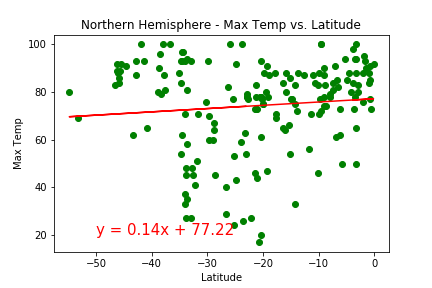 Northern Hemisphere - Max Temp vs. Latitude
100
80
60
40
20
Max Temp
y = 0.14x + 77.22
−50 −40 −30 −20 −10 0
Latitude